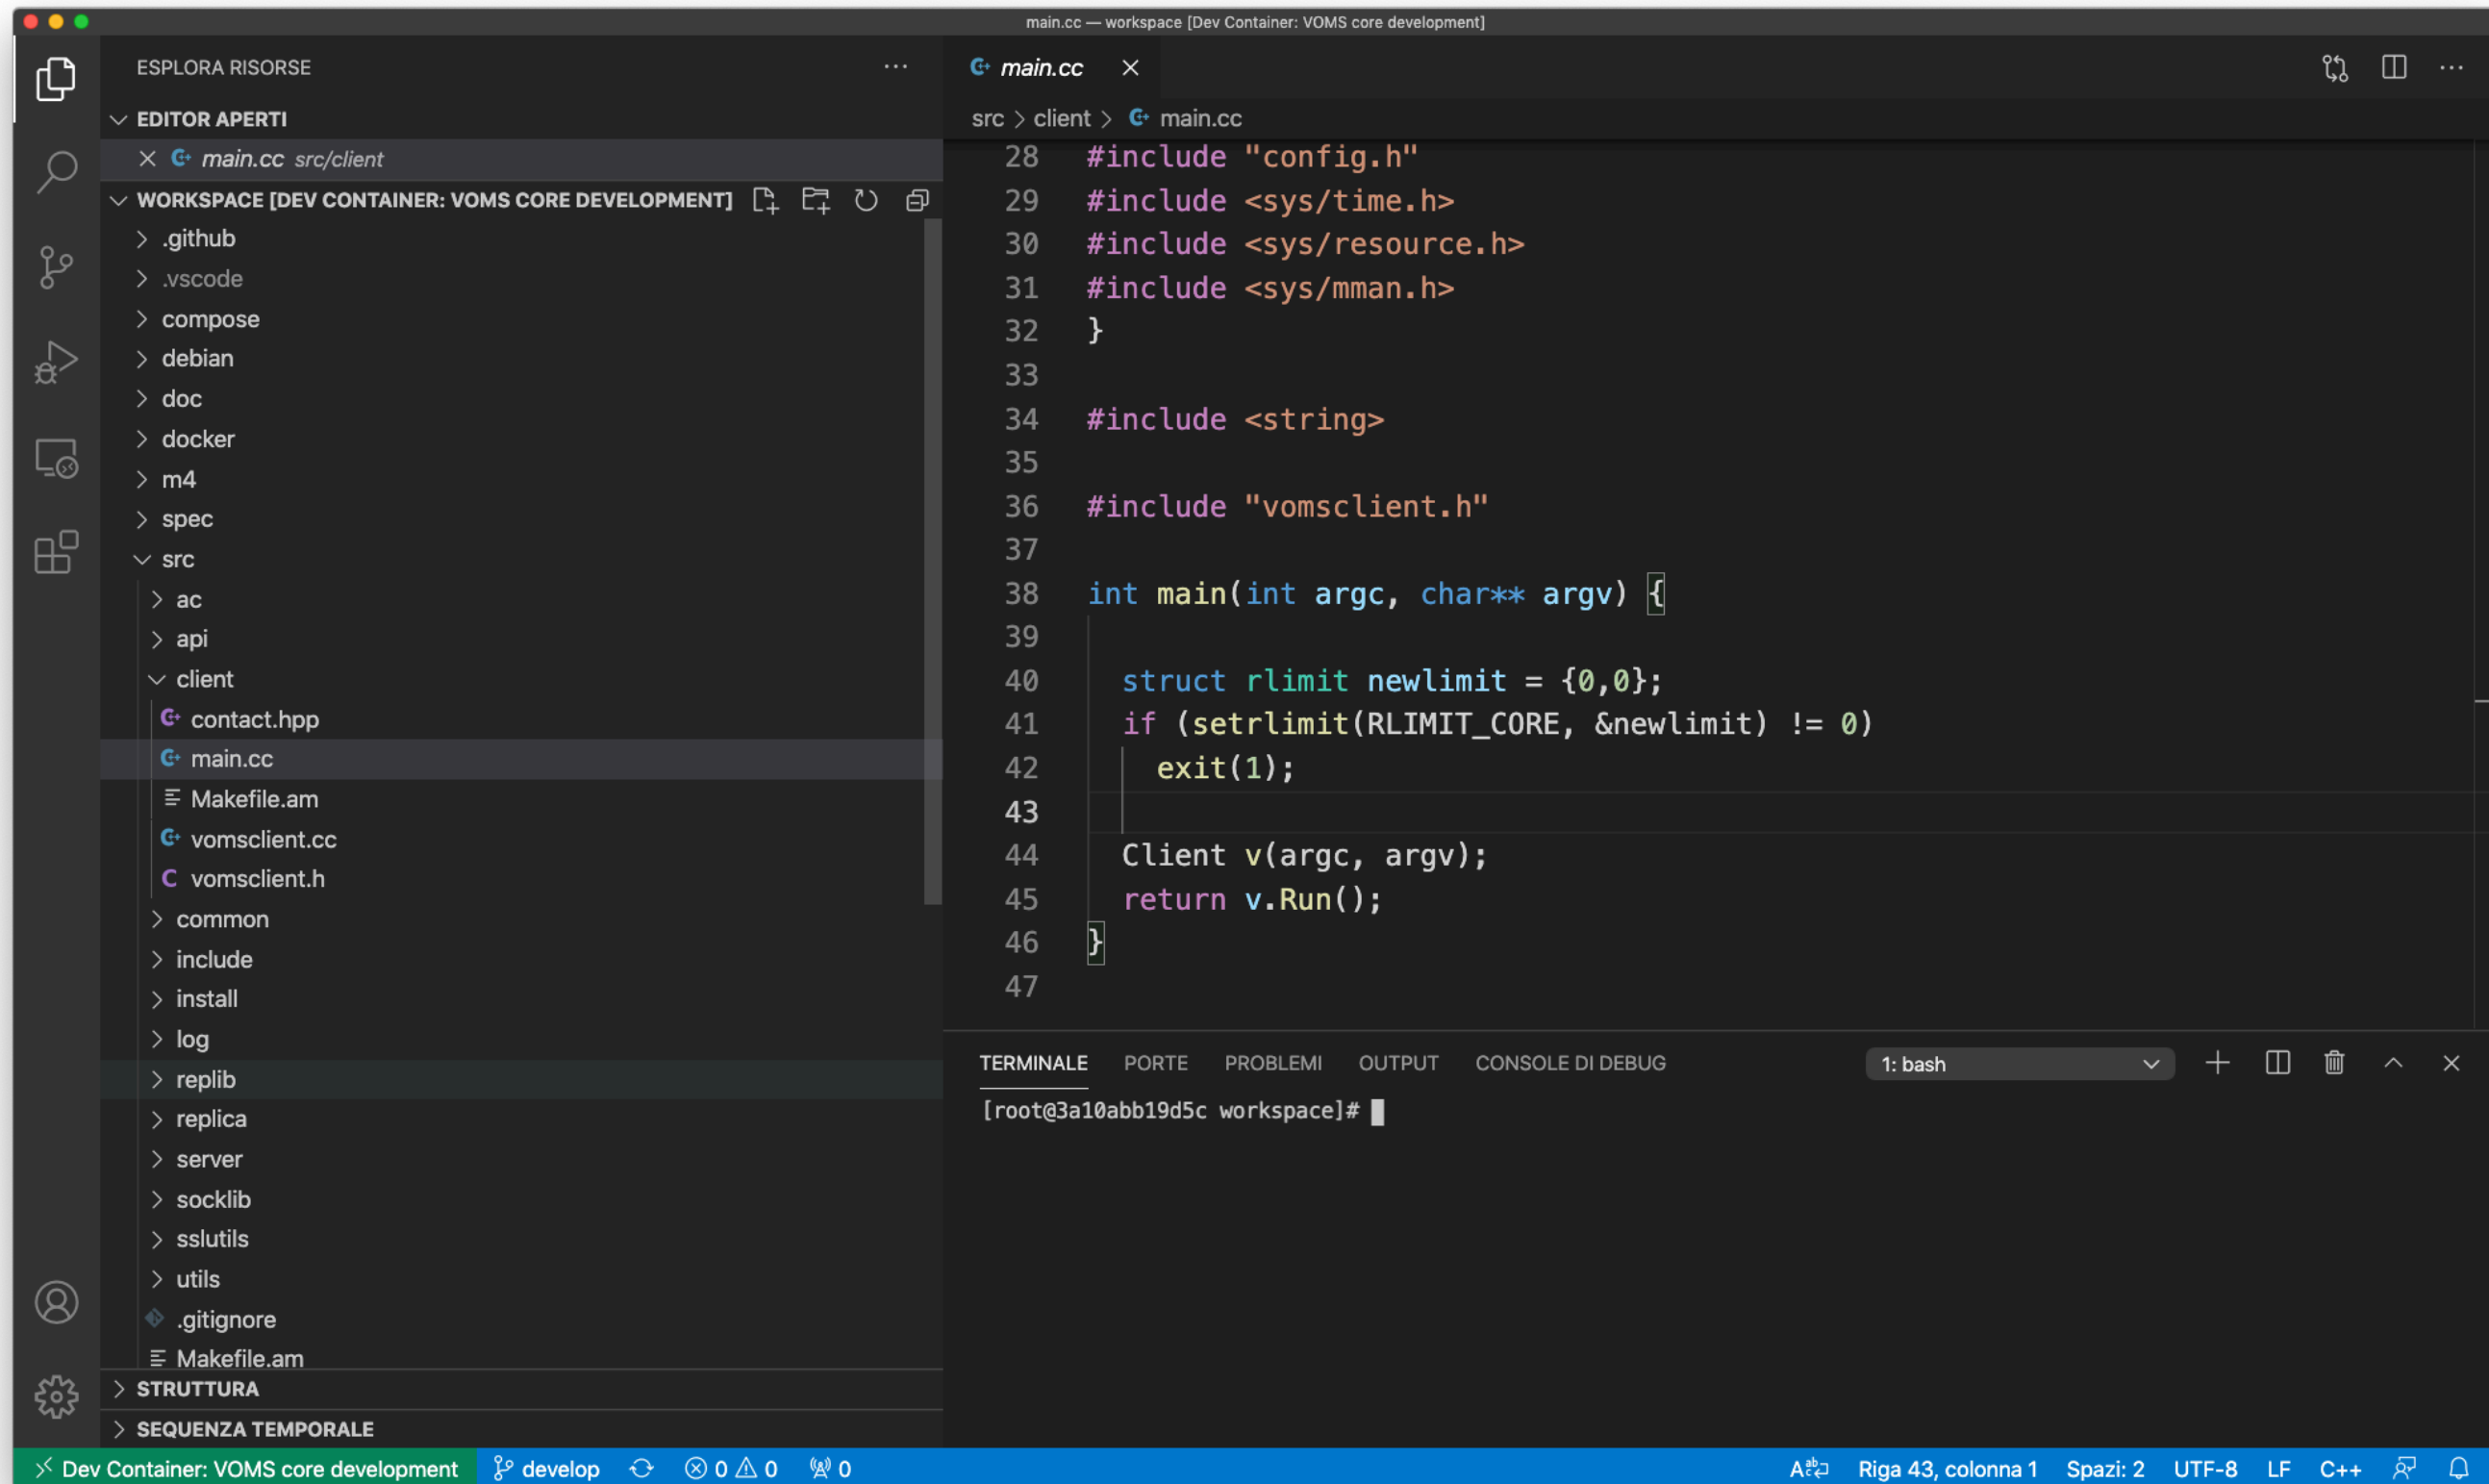 main.cc — workspace [Dev Container: VOMS core development]
ESPLORA RISORSE
EDITOR APERTI
main.cc src/client
WORKSPACE [DEV CONTAINER: VOMS CORE DEVELOPMENT]
.github
.vscode
compose
debian
doc
docker
m4
spec
src
ac
api
client
contact.hpp
main.cc
Makefile.am
vomsclient.cc
C vomsclient.h
common
include
install
log
replib
replica
server
socklib
sslutils
utils
.gitignore
Makefile.am
STRUTTURA
SEQUENZA TEMPORALE
main.cc
src > client > main.cc
28 #include "config.h"
29 #include <sys/time.h>
30 #include <sys/resource.h>
31 #include <sys/mman.h>
32 }
33
34 #include <string>
35
36 #include "vomsclient.h"
37
38 int main(int argc, char** argv) {
39
40 struct rlimit newlimit = {0,0};
41 if (setrlimit(RLIMIT_CORE, &newlimit) != 0)
42 exit(1);
43
44 Client v(argc, argv);
45 return v.Run();
46 }
47
TERMINALE PORTE PROBLEMI OUTPUT CONSOLE DI DEBUG 1: bash
[root@3a10abb19d5c workspace]#
Dev Container: VOMS core development develop 0 0 0 Riga 43, colonna 1 Spazi: 2 UTF-8 LF C++